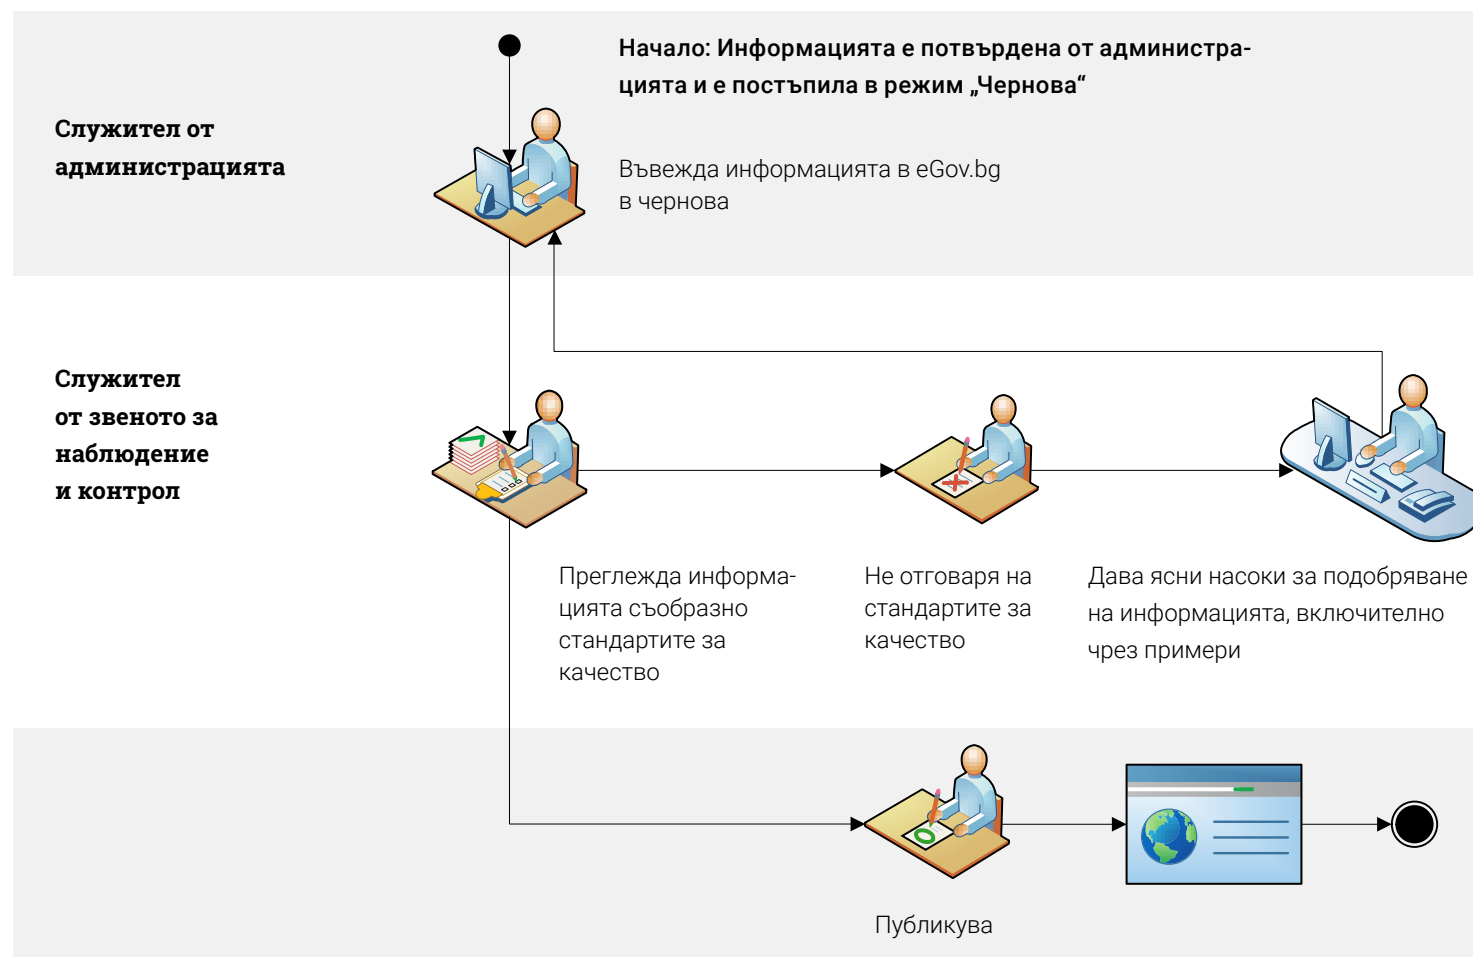 Начало: Информацията е потвърдена от администра-
цията и е постъпила в режим „Чернова“
Служител от
администрацията
Въвежда информацията в eGov.bg
в чернова
Служител
от звеното за
наблюдение
и контрол
Преглежда информа-
цията съобразно
стандартите за
качество
Не отговаря на
стандартите за
качество
Дава ясни насоки за подобряване
на информацията, включително
чрез примери
Публикува